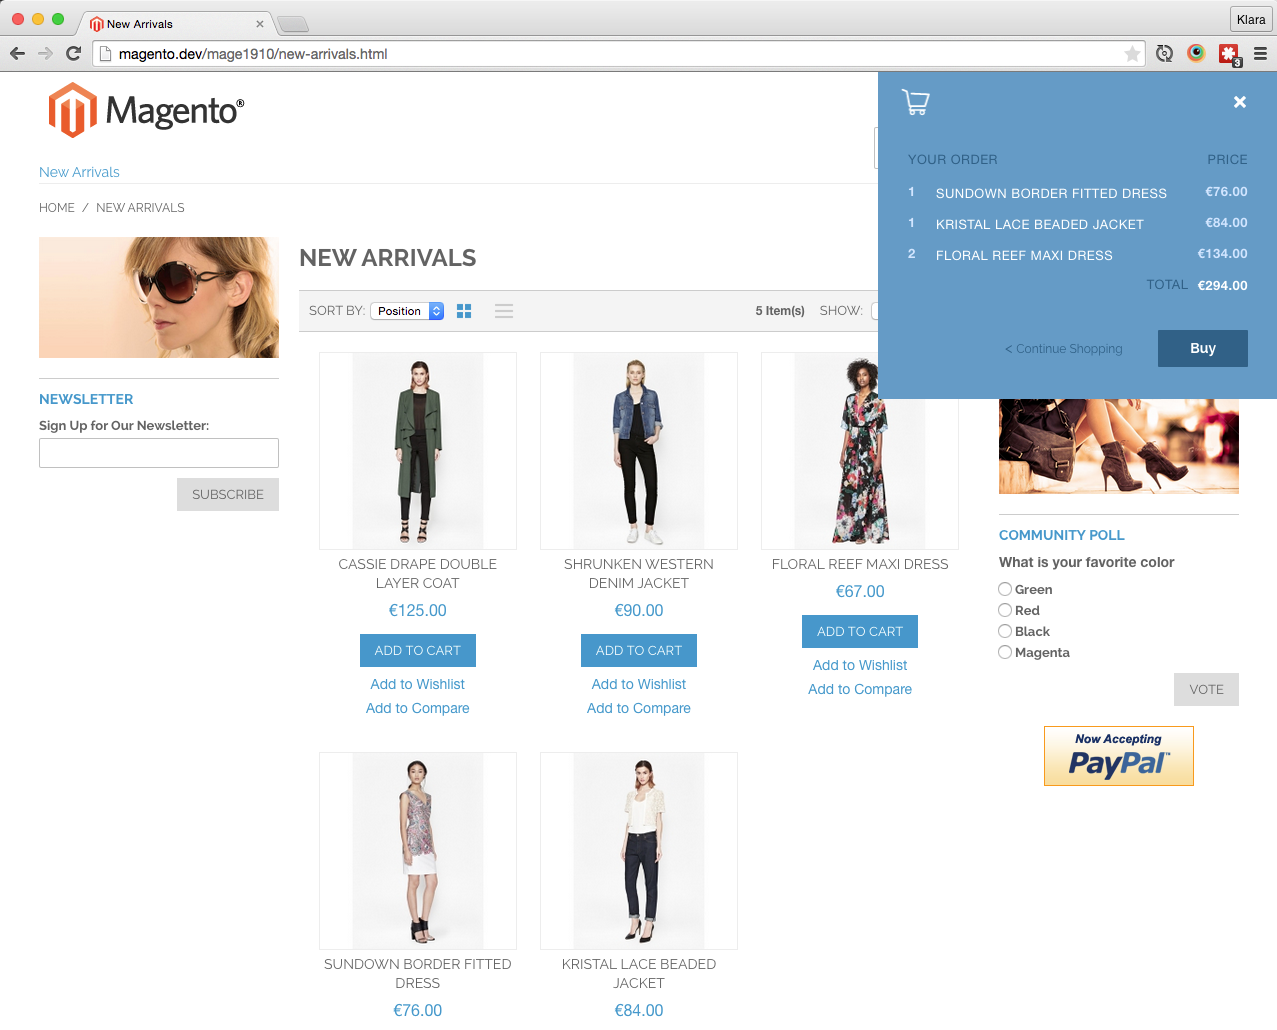 New Arrivals
Klara
magento.dev/mage1910/new-arrivals.html
3
Magento®
New Arrivals
HOME / NEW ARRIVALS
YOUR ORDER PRICE
1 SUNDOWN BORDER FITTED DRESS €76.00
1 KRISTAL LACE BEADED JACKET €84.00
2 FLORAL REEF MAXI DRESS €134.00
TOTAL €294.00
< Continue Shopping Buy
NEW ARRIVALS
SORT BY: Position 5 Item(s) SHOW:
NEWSLETTER
Sign Up for Our Newsletter:
SUBSCRIBE
CASSIE DRAPE DOUBLE
LAYER COAT
€125.00
ADD TO CART
Add to Wishlist
Add to Compare
SHRUNKEN WESTERN
DENIM JACKET
€90.00
ADD TO CART
Add to Wishlist
Add to Compare
FLORAL REEF MAXI DRESS
€67.00
ADD TO CART
Add to Wishlist
Add to Compare
SUNDOWN BORDER FITTED
DRESS
€76.00
KRISTAL LACE BEADED
JACKET
€84.00
COMMUNITY POLL
What is your favorite color
Green
Red
Black
Magenta
VOTE
Now Accepting
PayPal™